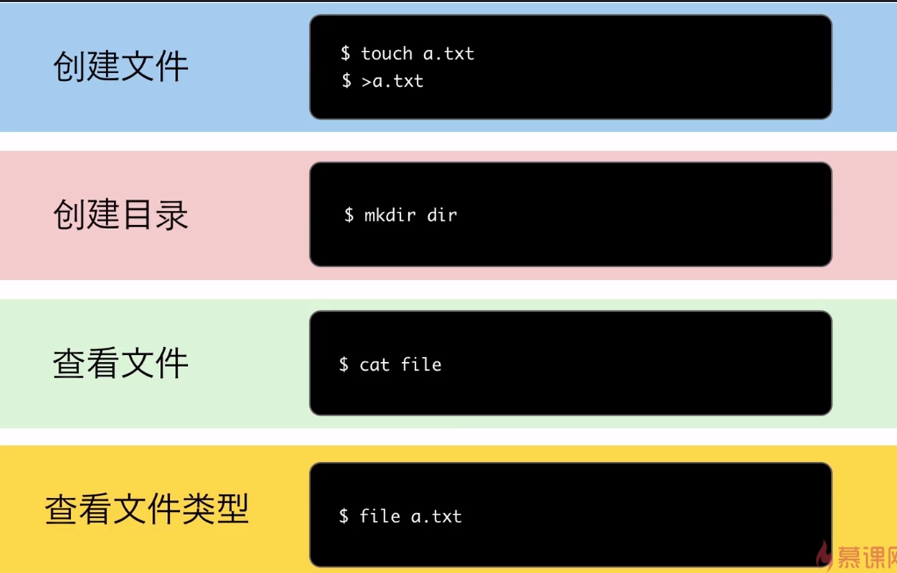 创建文件
$ touch a.txt
$ >a.txt
创建目录
$ mkdir dir
查看文件
$ cat file
查看文件类型
$ file a.txt
慕课网